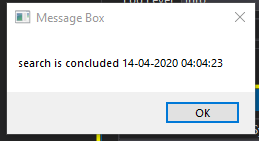 Message Box
search is concluded 14-04-2020 04:04:23
OK